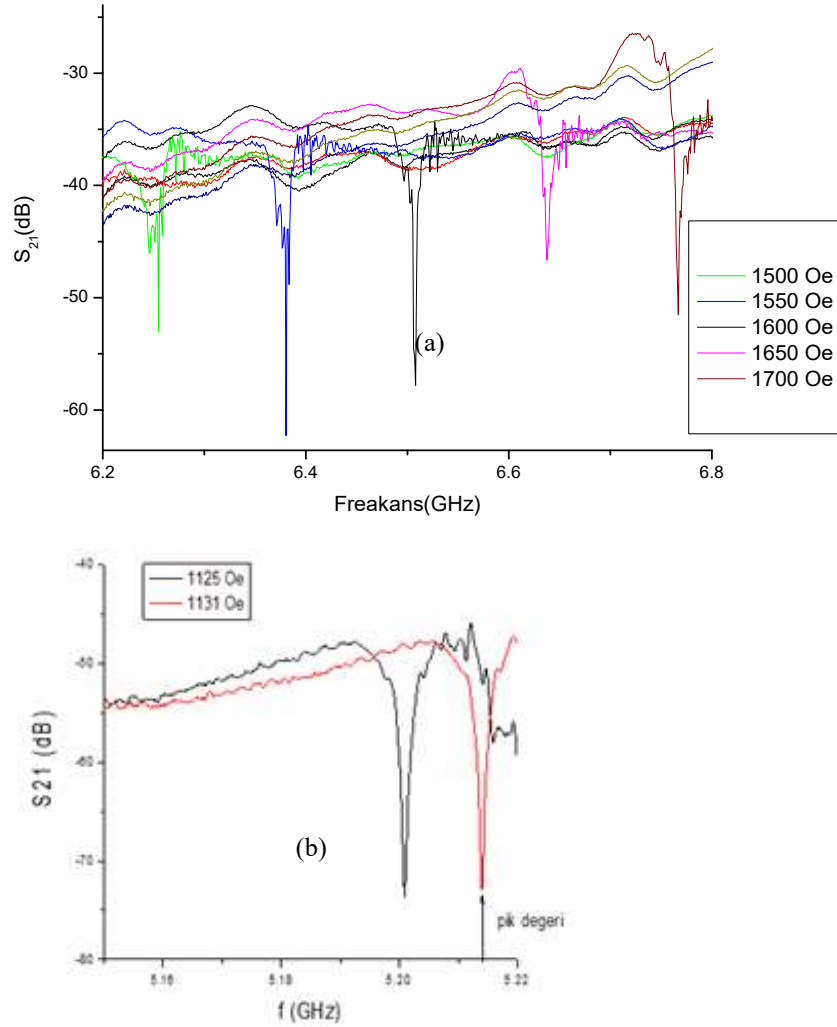 -30
-40
-50
-60
S21(dB)
(a)
1500 Oe
1550 Oe
1600 Oe
1650 Oe
1700 Oe
6.2
6.4
6.6
6.8
Freakans(GHz)
-40
-50
-60
-70
-80
S21 (dB)
1125 Oe
1131 Oe
(b)
pik degeri
5.16
5.18
5.20
5.22
f (GHz)